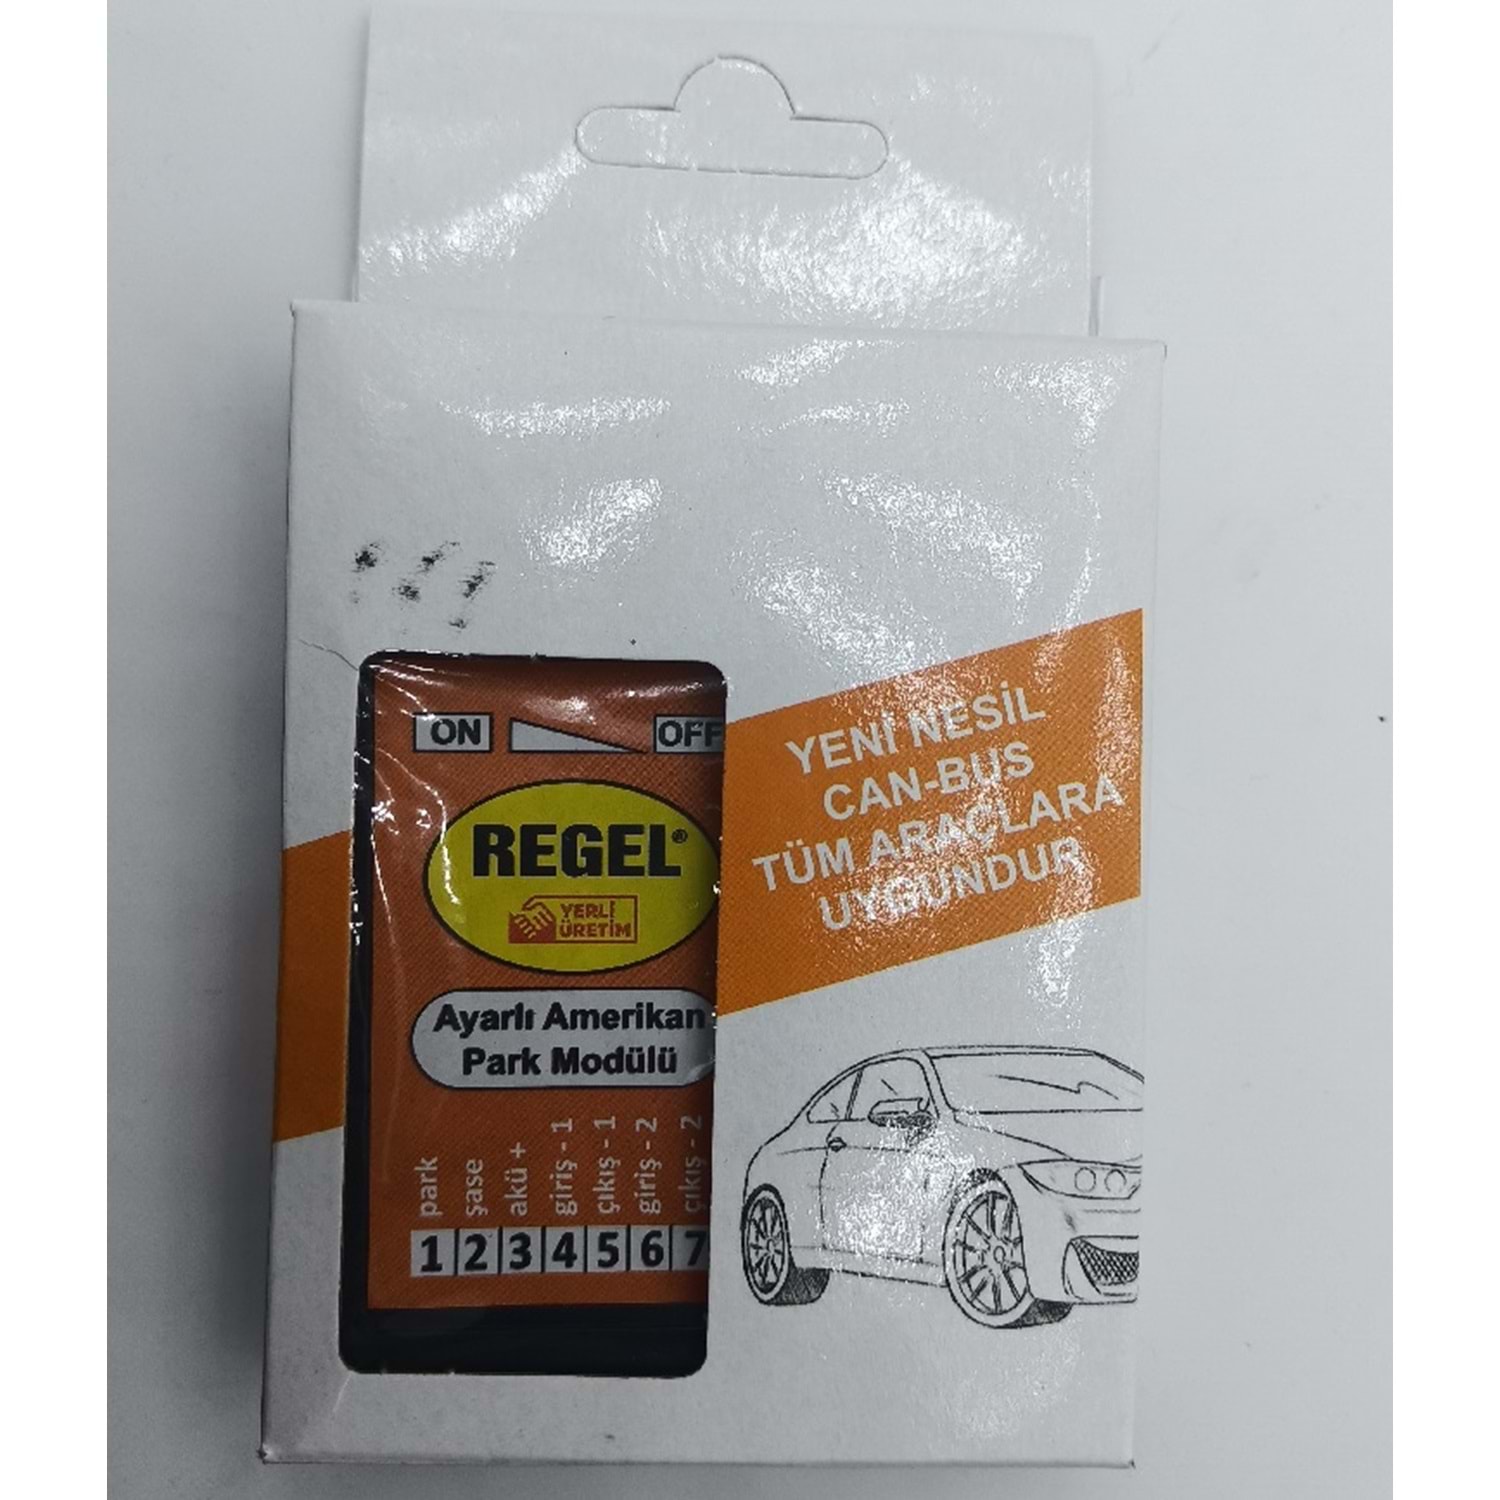 ON OFF
REGEL®
YERLİ
ÜRETİM
Ayarlı Amerikan
Park Modülü
park şase akü + giriş - 1 çıkış - 1 giriş - 2 çıkış - 2
1 2 3 4 5 6 7
YENİ NESİL
CAN-BUS
TÜM ARAÇLARA
UYGUNDUR